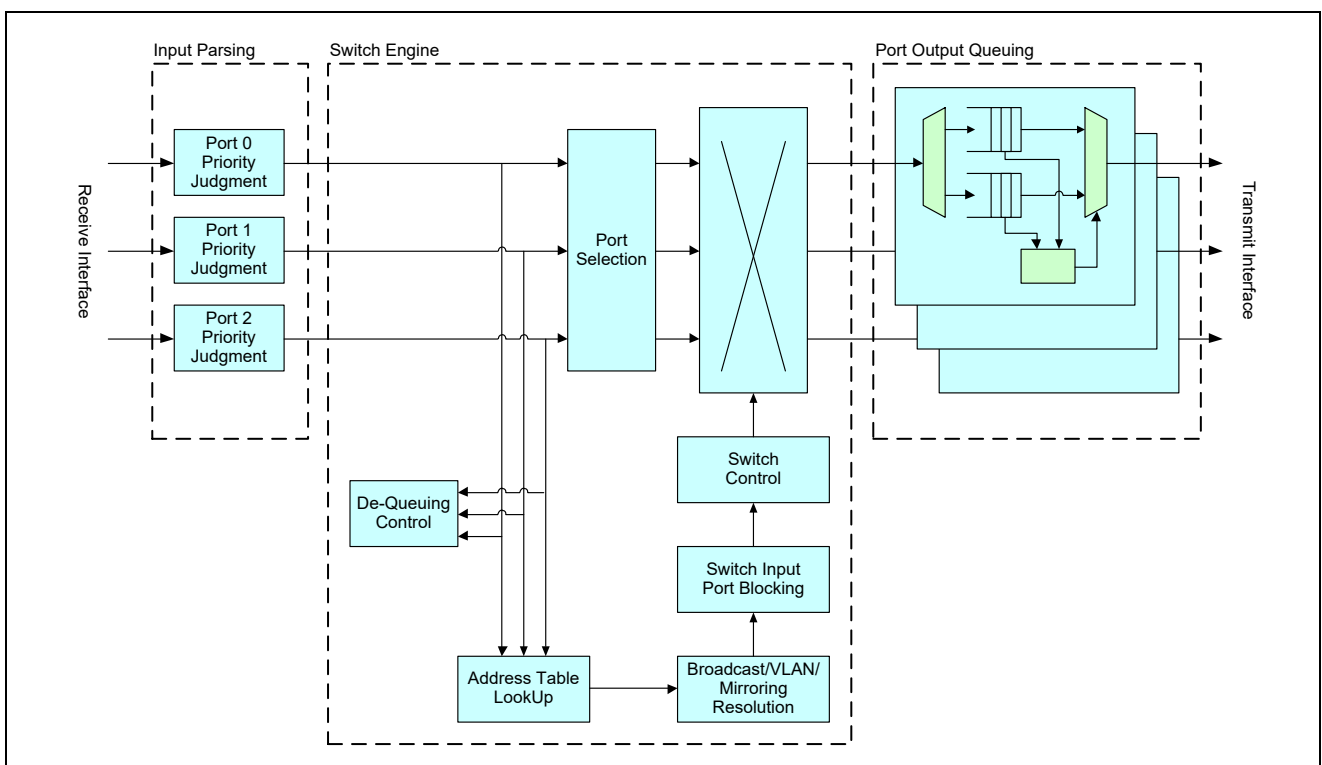 Input Parsing
Switch Engine
Port Output Queuing
Receive Interface
Port 0
Priority
Judgment
Port 1
Priority
Judgment
Port 2
Priority
Judgment
Port
Selection
Transmit Interface
De-Queuing
Control
Switch
Control
Switch Input
Port Blocking
Address Table
LookUp
Broadcast/VLAN/
Mirroring
Resolution